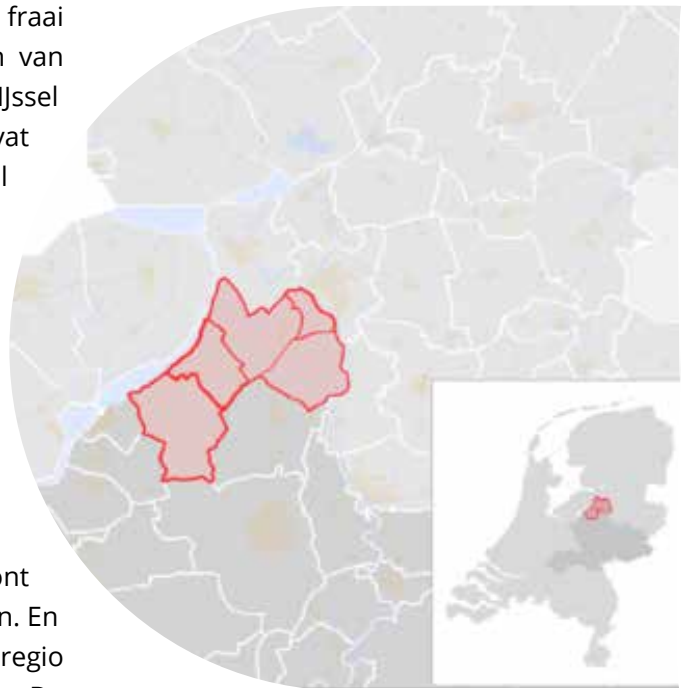 fraai
n van
IJssel
vat
l
ont
n. En
regio